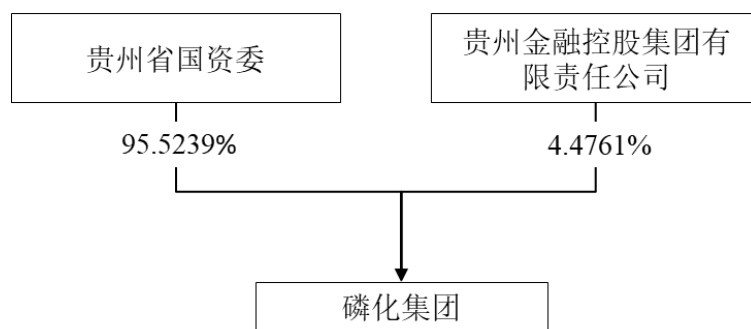 贵州省国资委
贵州金融控股集团有
限责任公司
95.5239%
4.4761%
磷化集团